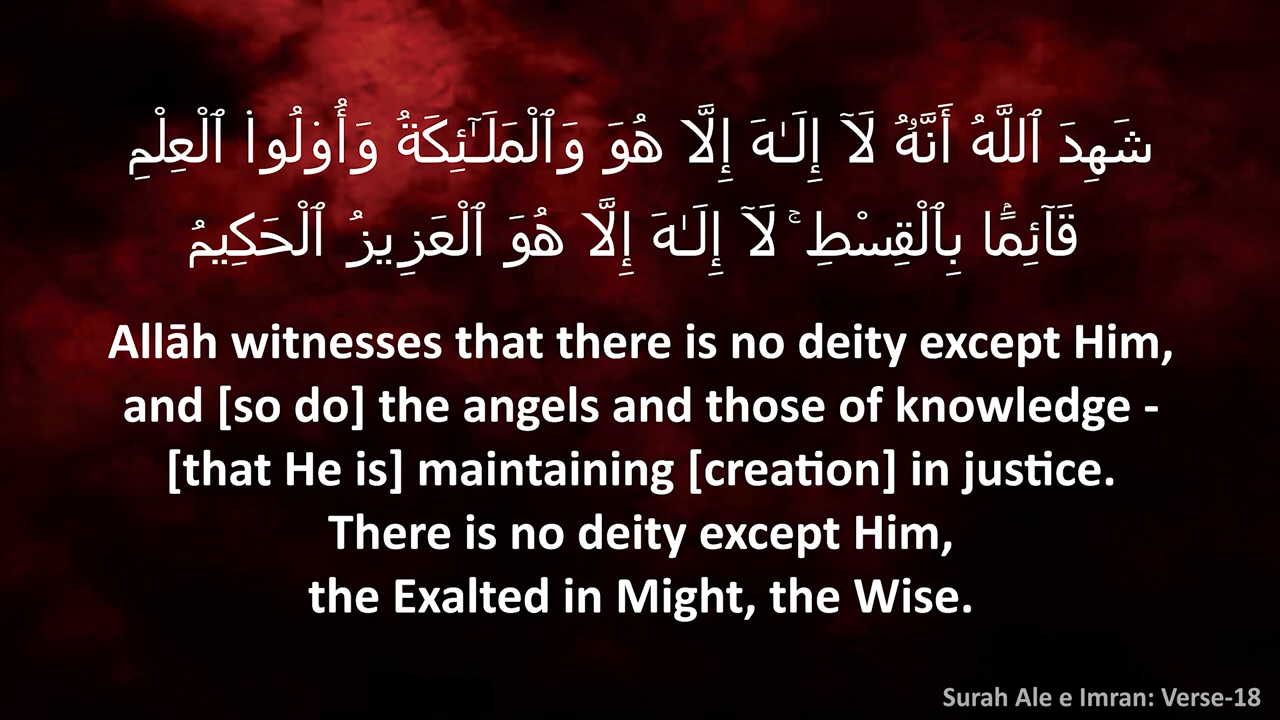 شَهِدَ ٱللَّهُ أَنَّهُۥ لَآ إِلَـٰهَ إِلَّا هُوَ وَٱلْمَلَـٰٓئِكَةُ وَأُو۟لُوا۟ ٱلْعِلْمِ
قَآئِمًۢا بِٱلْقِسْطِ ۚ لَآ إِلَـٰهَ إِلَّا هُوَ ٱلْعَزِيزُ ٱلْحَكِيمُ
Allāh witnesses that there is no deity except Him,
and [so do] the angels and those of knowledge -
[that He is] maintaining [creation] in justice.
There is no deity except Him,
the Exalted in Might, the Wise.
Surah Ale e Imran: Verse-18